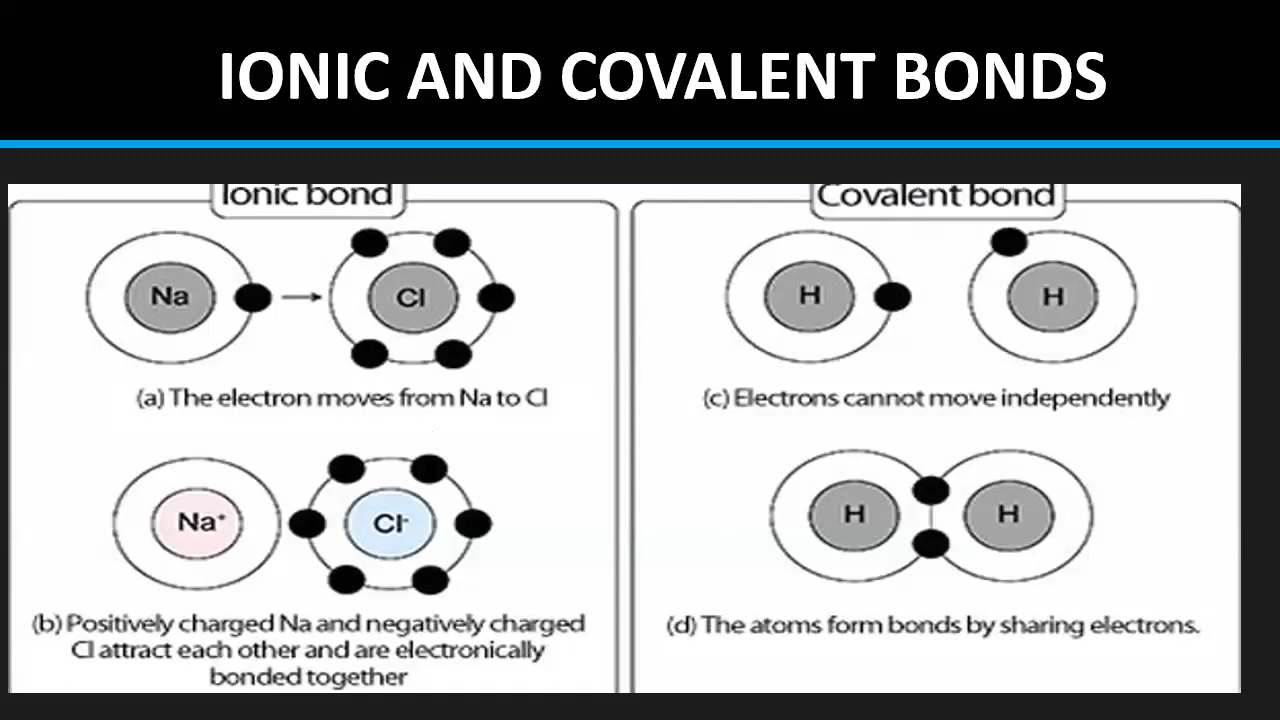 IONIC AND COVALENT BONDS
Ionic bond
Na
Cl
(a) The electron moves from Na to Cl
Na⁺
Cl⁻
(b) Positively charged Na and negatively charged
Cl attract each other and are electronically
bonded together
Covalent bond
H
H
(c) Electrons cannot move independently
H
H
(d) The atoms form bonds by sharing electrons.